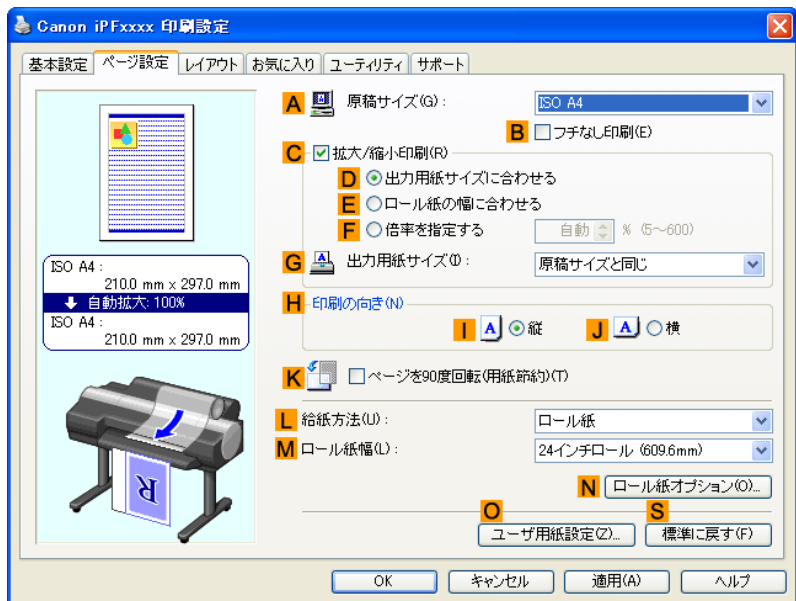 Canon iPFxxxx 印刷設定
基本設定 ページ設定 レイアウト お気に入り ユーティリティ サポート
A 原稿サイズ(G) : ISO A4
B フチなし印刷(E)
C 拡大/縮小印刷(R)
D 出力用紙サイズに合わせる
E ロール紙の幅に合わせる
F 倍率を指定する 自動 % (5～600)
G 出力用紙サイズ(I) : 原稿サイズと同じ
H 印刷の向き(N)
I A 縦 J A 横
K ページを90度回転(用紙節約)(T)
L 給紙方法(U) : ロール紙
M ロール紙幅(L) : 24インチロール (609.6mm)
N ロール紙オプション(O)...
O S
ユーザ用紙設定(Z)... 標準に戻す(F)
ISO A4 :
210.0 mm x 297.0 mm
自動拡大: 100%
ISO A4 :
210.0 mm x 297.0 mm
R
OK キャンセル 適用(A) ヘルプ